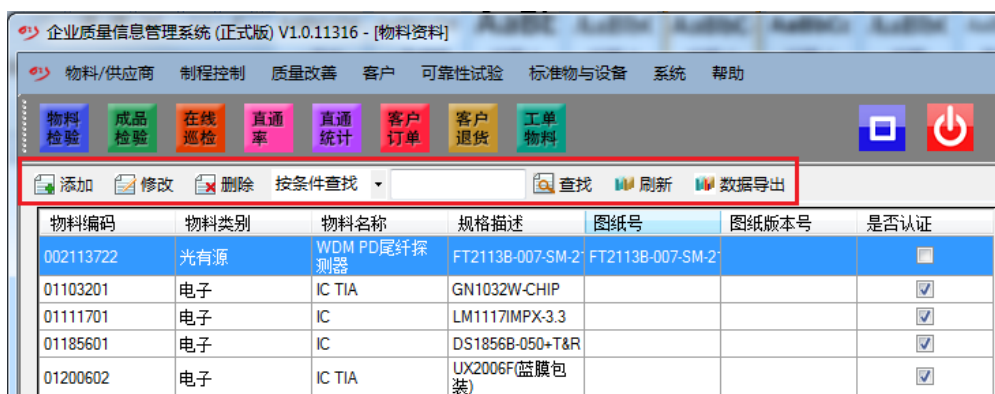 企业质量信息管理系统 (正式版) V1.0.11316 - [物料资料]
物料/供应商 制程控制 质量改善 客户 可靠性试验 标准物与设备 系统 帮助
物料检验 成品检验 在线巡检 直通率 直通统计 客户订单 客户退货 工单物料
添加 修改 删除 按条件查找 查找 刷新 数据导出
物料编码 物料类别 物料名称 规格描述 图纸号 图纸版本号 是否认证
002113722 光有源 WDM PD尾纤探测器 FT2113B-007-SM-2 FT2113B-007-SM-2
01103201 电子 IC TIA GN1032W-CHIP
01111701 电子 IC LM1117IMPX-3.3
01185601 电子 IC DS1856B-050+T&R
01200602 电子 IC TIA UX2006F(蓝膜包装)